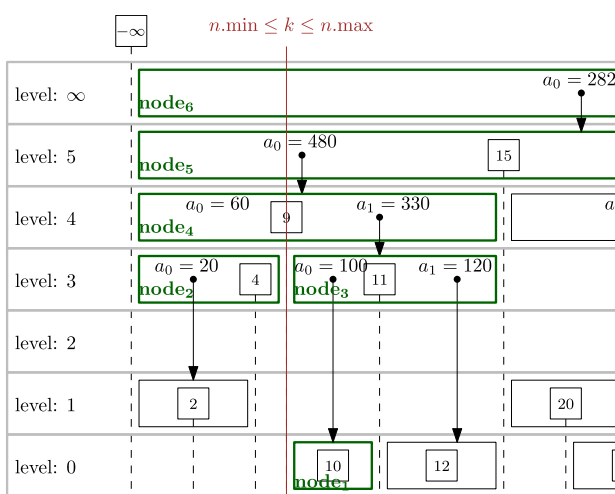 −∞
n.min ≤ k ≤ n.max
level: ∞
a₀ = 282
node₆
level: 5
a₀ = 480
15
node₅
level: 4
a₀ = 60
9
a₁ = 330
a
node₄
level: 3
a₀ = 20
4
a₀ = 100
11
a₁ = 120
node₂
node₃
level: 2
level: 1
2
20
level: 0
10
12
node₁